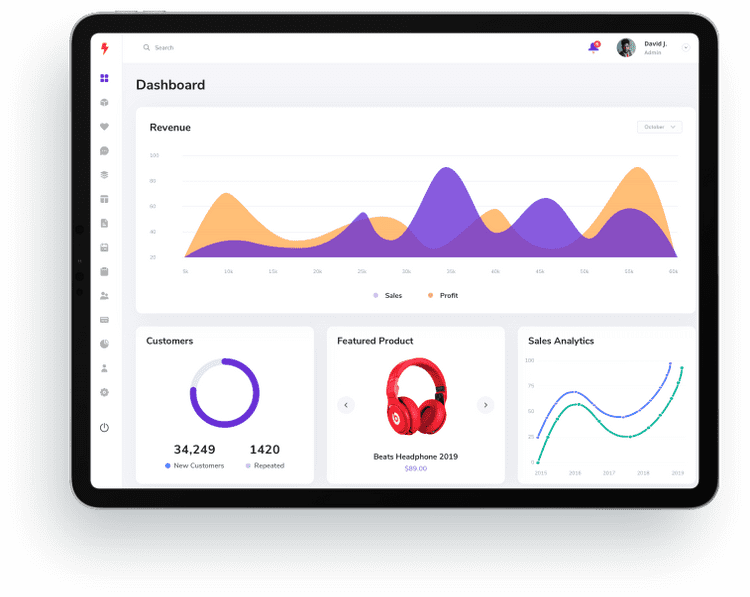 Search
David J.
Admin
Dashboard
Revenue
October
100
80
60
40
20
5k 10k 15k 20k 25k 30k 35k 40k 45k 50k 55k 60k
Sales Profit
Customers
34,249 1420
New Customers Repeated
Featured Product
Beats Headphone 2019
$89.00
Sales Analytics
100
75
50
25
0
2015 2016 2017 2018 2019